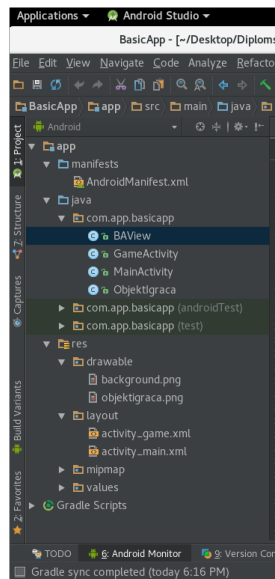 Applications Android Studio
BasicApp - [~/Desktop/Diploms
File Edit View Navigate Code Analyze Refacto
BasicApp app src main java
Android
app
manifests
AndroidManifest.xml
java
com.app.basicapp
BAView
GameActivity
MainActivity
ObjektIgraca
com.app.basicapp (androidTest)
com.app.basicapp (test)
res
drawable
background.png
objektigraca.png
layout
activity_game.xml
activity_main.xml
mipmap
values
Gradle Scripts
1: Project
7: Structure
Captures
Build Variants
2: Favorites
TODO 6: Android Monitor 9: Version Con
Gradle sync completed (today 6:16 PM)